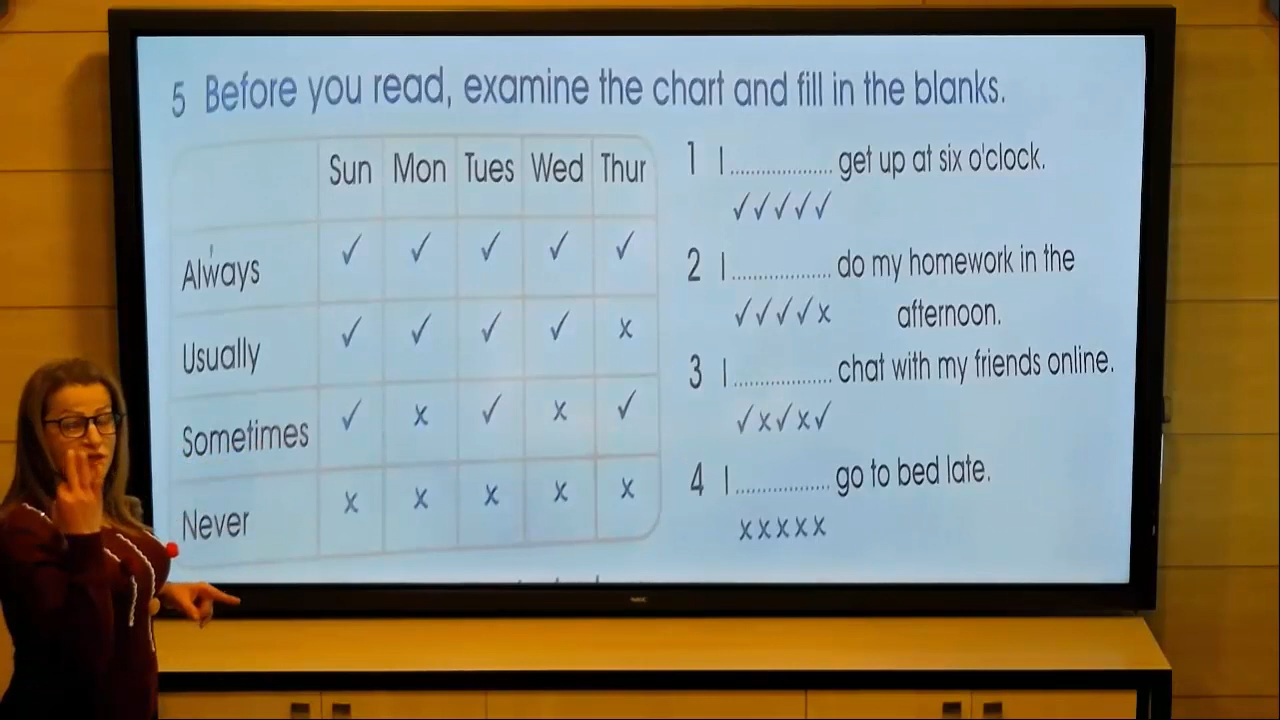 5 Before you read, examine the chart and fill in the blanks.
Sun Mon Tues Wed Thur
Always ✓ ✓ ✓ ✓ ✓
Usually ✓ ✓ ✓ ✓ x
Sometimes ✓ x ✓ x ✓
Never x x x x x
1 I .................... get up at six o'clock.
✓✓✓✓✓
2 I ................... do my homework in the
✓✓✓✓x afternoon.
3 I ................... chat with my friends online.
✓x✓x✓
4 I .................. go to bed late.
xxxxx
NEC